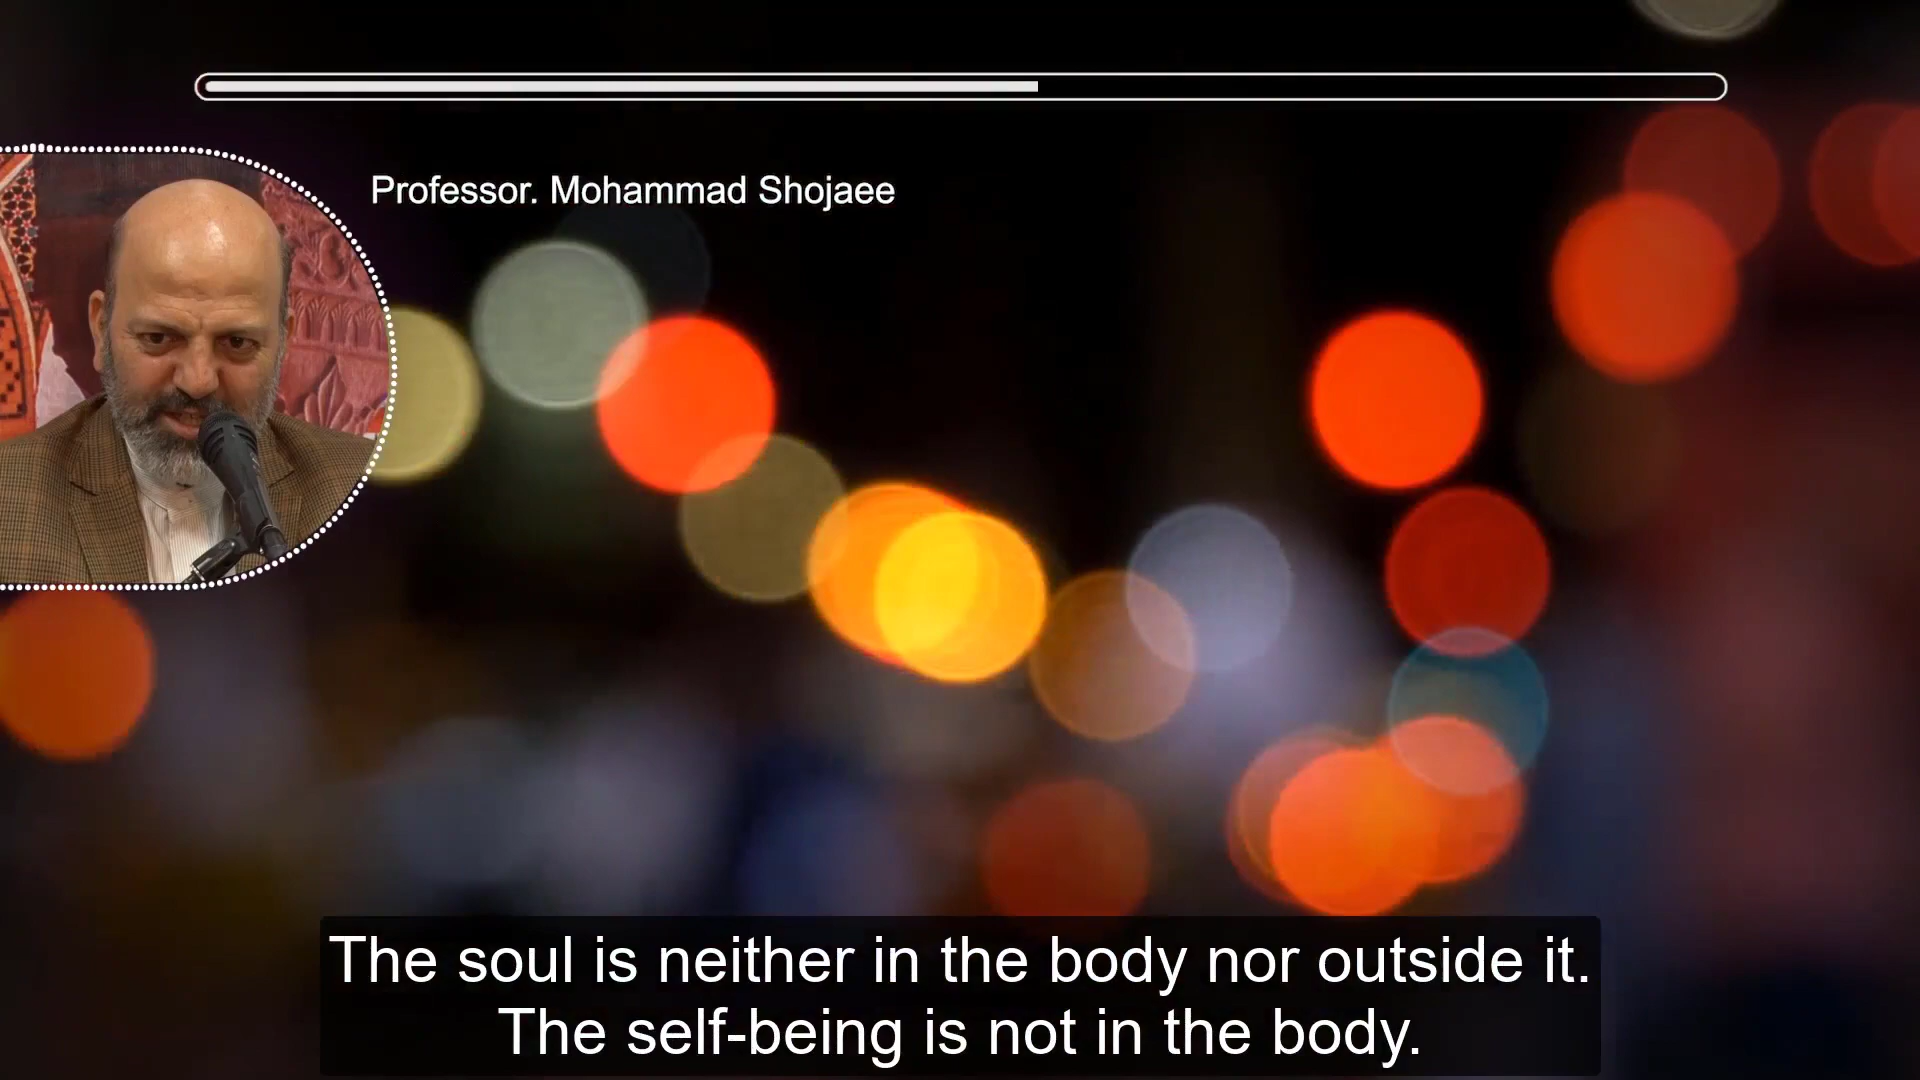 Professor. Mohammad Shojaee
The soul is neither in the body nor outside it.
The self-being is not in the body.